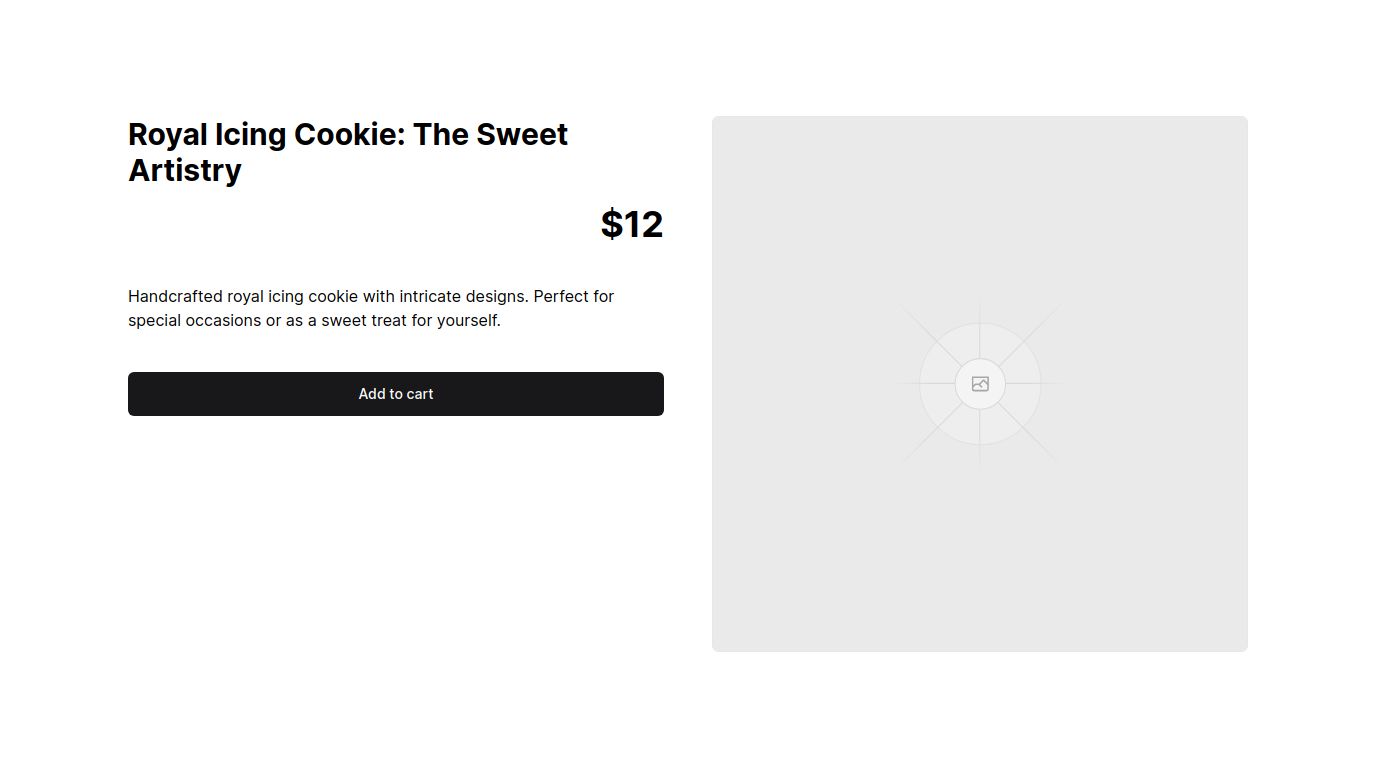 Royal Icing Cookie: The Sweet
Artistry
$12
Handcrafted royal icing cookie with intricate designs. Perfect for
special occasions or as a sweet treat for yourself.
Add to cart